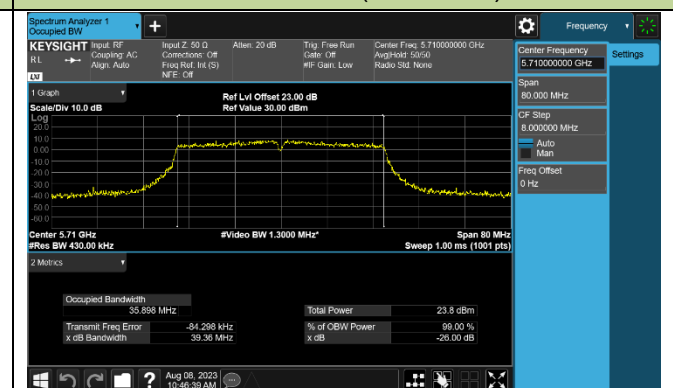 Spectrum Analyzer 1
Occupied BW
Frequency
KEYSIGHT
Input: RF
Input Z: 50 Ω
Atten: 20 dB
Trig: Free Run
Center Freq: 5.710000000 GHz
RL
Coupling: AC
Corrections: Off
Gate: Off
Avg|Hold: 50/50
Align: Auto
Freq Ref: Int (S)
#IF Gain: Low
Radio Std: None
LXI
NFE: Off
Center Frequency
5.710000000 GHz
Settings
Span
80.000 MHz
CF Step
8.000000 MHz
Auto
Man
Freq Offset
0 Hz
1 Graph
Ref Lvl Offset 23.00 dB
Scale/Div 10.0 dB
Ref Value 30.00 dBm
Log
20.0
10.0
0.00
-10.0
-20.0
-30.0
-40.0
-50.0
-60.0
Center 5.71 GHz
#Video BW 1.3000 MHz*
Span 80 MHz
#Res BW 430.00 kHz
Sweep 1.00 ms (1001 pts)
2 Metrics
Occupied Bandwidth
35.898 MHz
Total Power
23.8 dBm
Transmit Freq Error
-84.298 kHz
% of OBW Power
99.00 %
x dB Bandwidth
39.36 MHz
x dB
-26.00 dB
Aug 08, 2023
10:46:39 AM